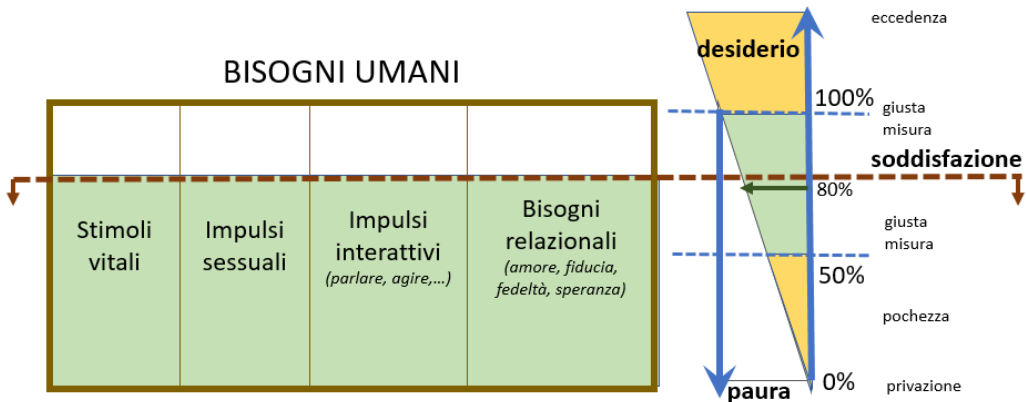 eccedenza
desiderio
BISOGNI UMANI
100%
giusta
misura
soddisfazione
80%
Stimoli
vitali
Impulsi
sessuali
Impulsi
interattivi
(parlare, agire,...)
Bisogni
relazionali
(amore, fiducia,
fedeltà, speranza)
giusta
misura
50%
pochezza
paura
0%
privazione